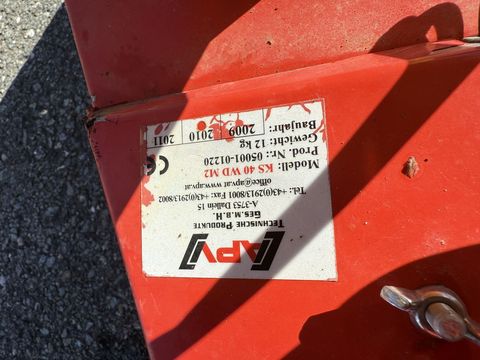 [APV]
TECHNISCHE PRODUKTE
GES.M.B.H.
A-3753 Dallein 15
Tel.: +43(0)2913/8001 Fax: +43(0)2913/8002
office@apv.at www.apv.at
Modell: KS 40 WD M2
Prod. Nr.: 05001-01220
Gewicht: 12 kg
Baujahr: 2009 2010 2011
CE